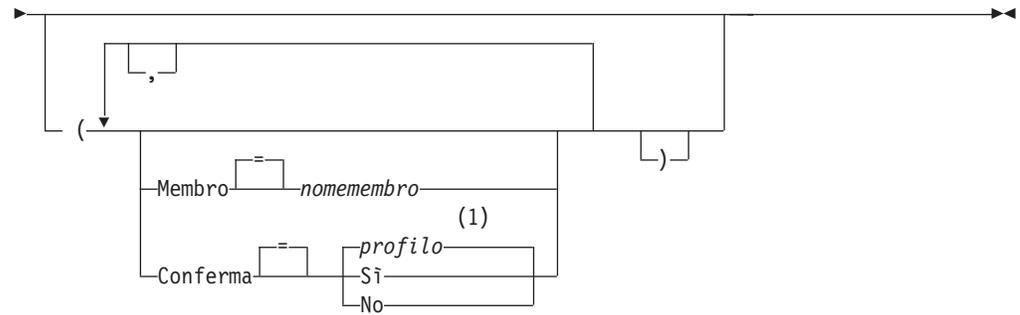 ,
( )
=
Membro nomemembro
(1)
= profilo
Conferma Sì
No